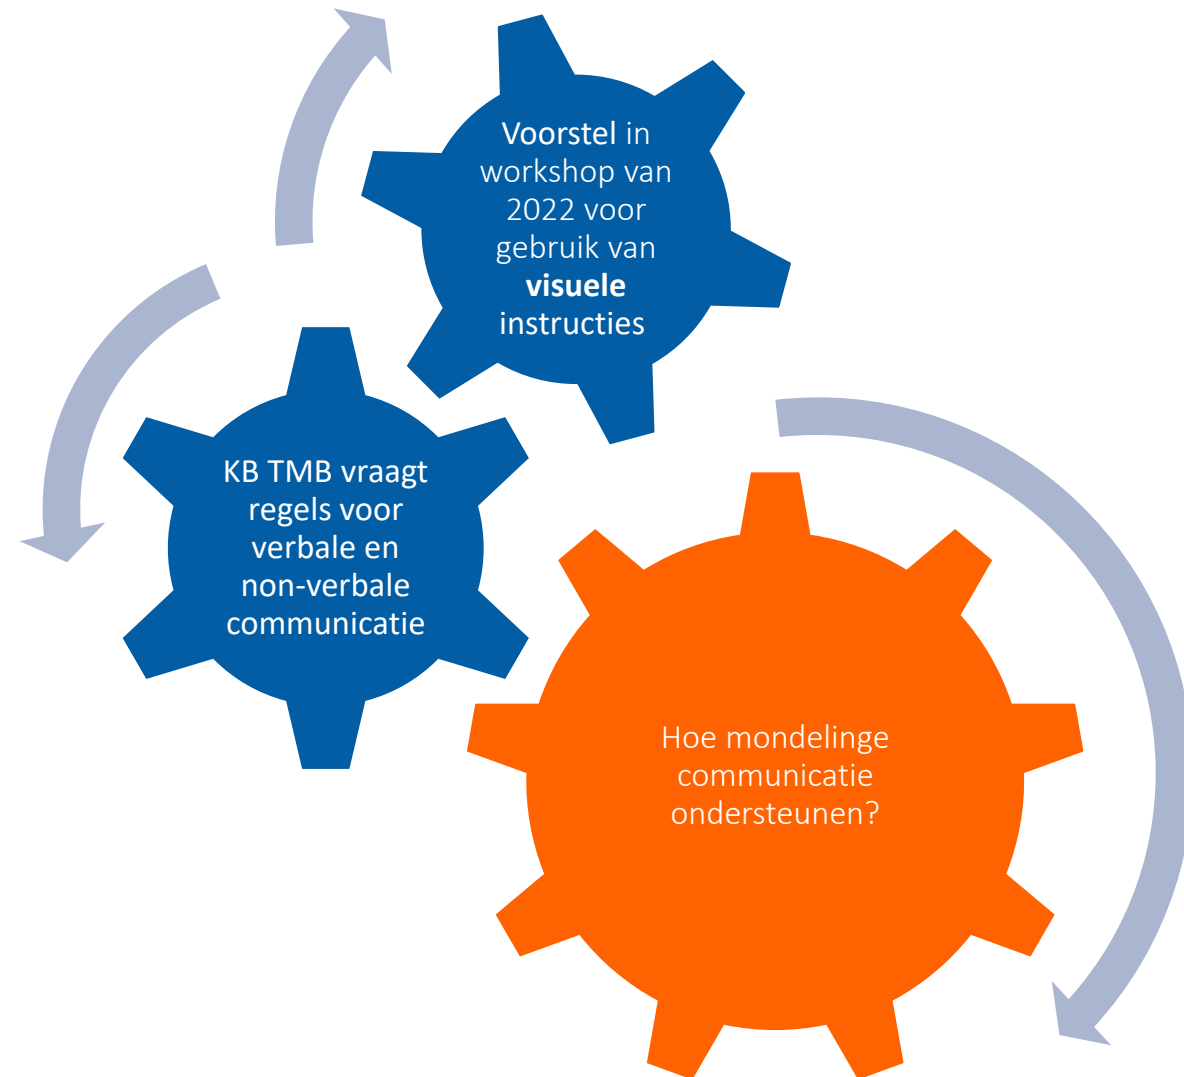 Voorstel in
workshop van
2022 voor
gebruik van
visuele
instructies
KB TMB vraagt
regels voor
verbale en
non-verbale
communicatie
Hoe mondelinge
communicatie
ondersteunen?